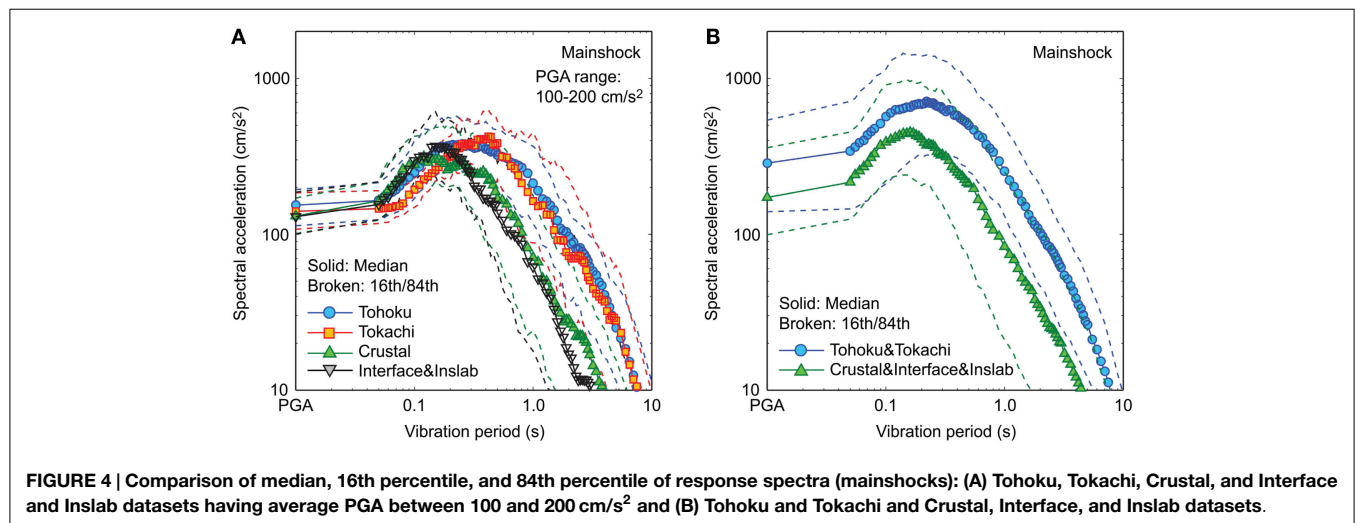 A
Mainshock
PGA range:
100-200 cm/s²
1000
100
10
Spectral acceleration (cm/s²)
Solid: Median
Broken: 16th/84th
Tohoku
Tokachi
Crustal
Interface&Inslab
PGA
0.1
1.0
10
Vibration period (s)
B
Mainshock
1000
100
10
Spectral acceleration (cm/s²)
Solid: Median
Broken: 16th/84th
Tohoku&Tokachi
Crustal&Interface&Inslab
PGA
0.1
1.0
10
Vibration period (s)
FIGURE 4 | Comparison of median, 16th percentile, and 84th percentile of response spectra (mainshocks): (A) Tohoku, Tokachi, Crustal, and Interface
and Inslab datasets having average PGA between 100 and 200 cm/s² and (B) Tohoku and Tokachi and Crustal, Interface, and Inslab datasets.